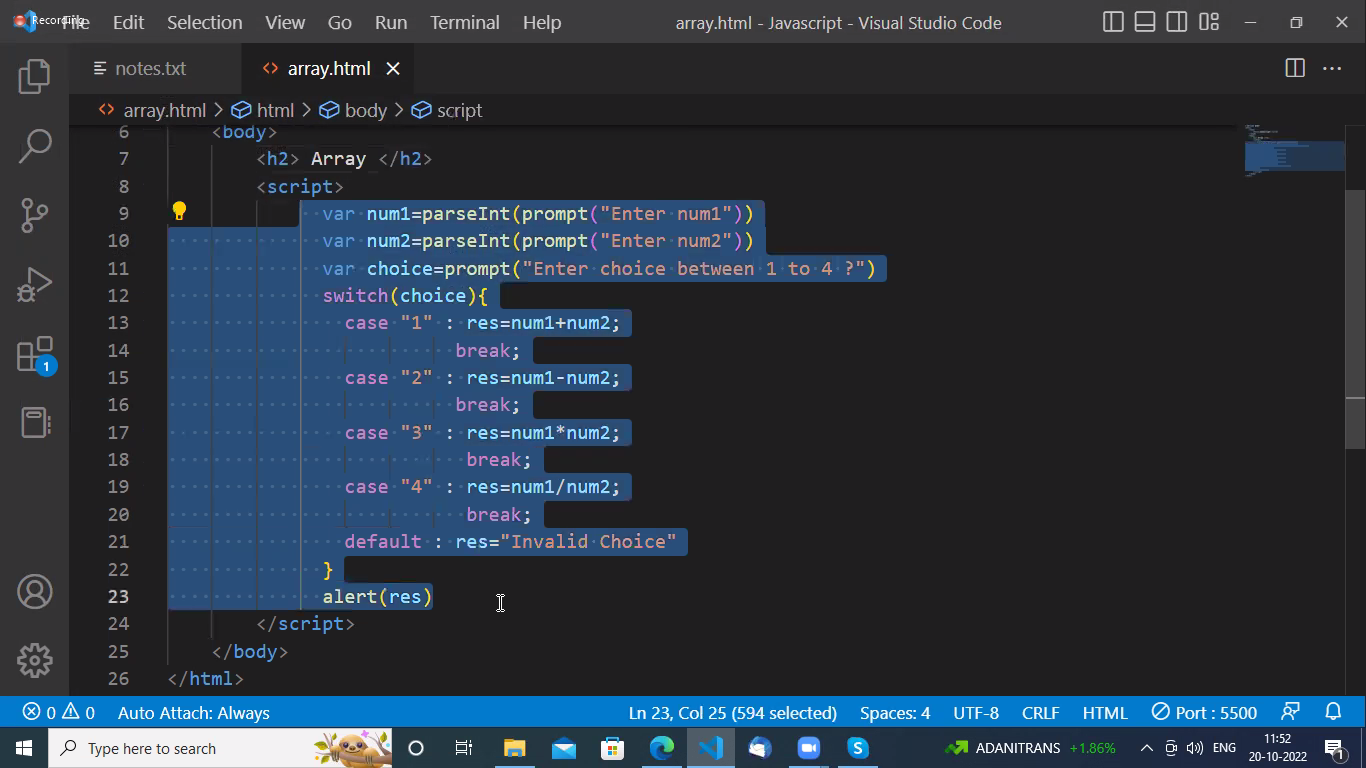 Recording...
File Edit Selection View Go Run Terminal Help array.html - Javascript - Visual Studio Code
notes.txt <> array.html
<> array.html > html > body > script
6 <body>
7 <h2> Array </h2>
8 <script>
9 var num1=parseInt(prompt("Enter num1"))
10 var num2=parseInt(prompt("Enter num2"))
11 var choice=prompt("Enter choice between 1 to 4 ?")
12 switch(choice){
13 case "1" : res=num1+num2;
14 break;
15 case "2" : res=num1-num2;
16 break;
17 case "3" : res=num1*num2;
18 break;
19 case "4" : res=num1/num2;
20 break;
21 default : res="Invalid Choice"
22 }
23 alert(res)
24 </script>
25 </body>
26 </html>
1
0 0 Auto Attach: Always Ln 23, Col 25 (594 selected) Spaces: 4 UTF-8 CRLF HTML Port : 5500
Type here to search ADANITRANS +1.86% ENG 11:52
20-10-2022 1